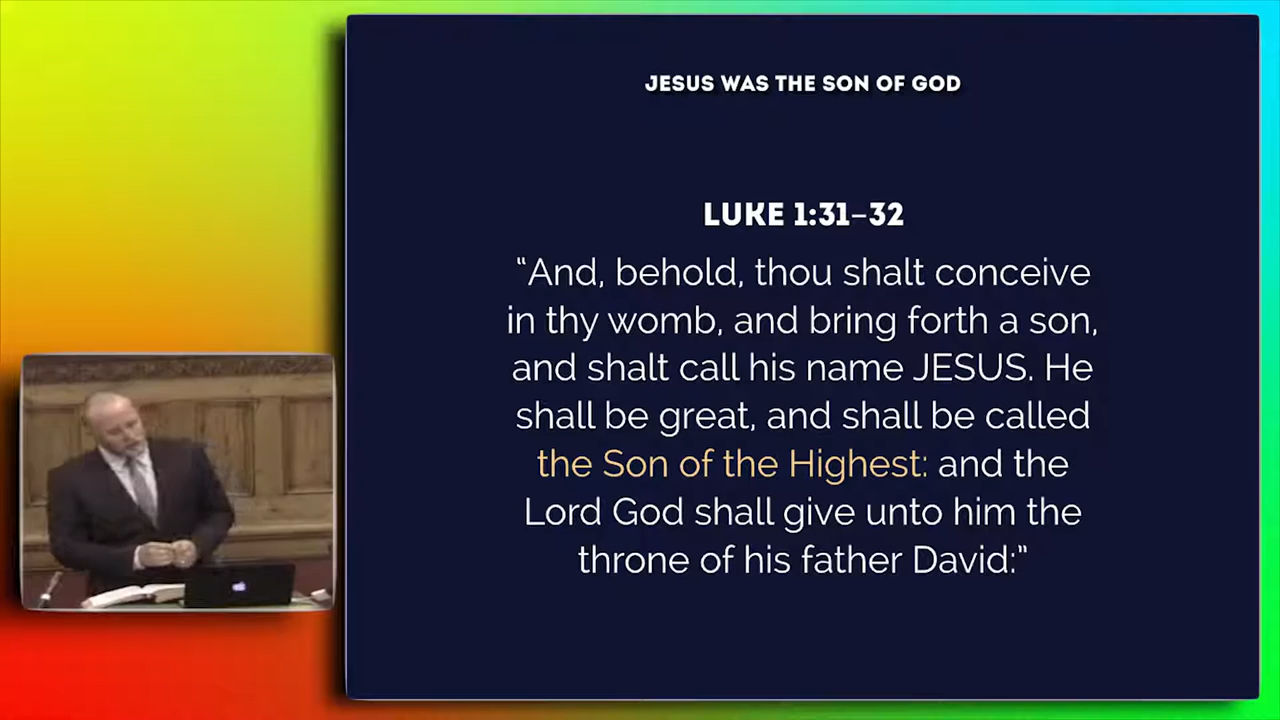 JESUS WAS THE SON OF GOD
LUKE 1:31–32
“And, behold, thou shalt conceive
in thy womb, and bring forth a son,
and shalt call his name JESUS. He
shall be great, and shall be called
the Son of the Highest: and the
Lord God shall give unto him the
throne of his father David:”